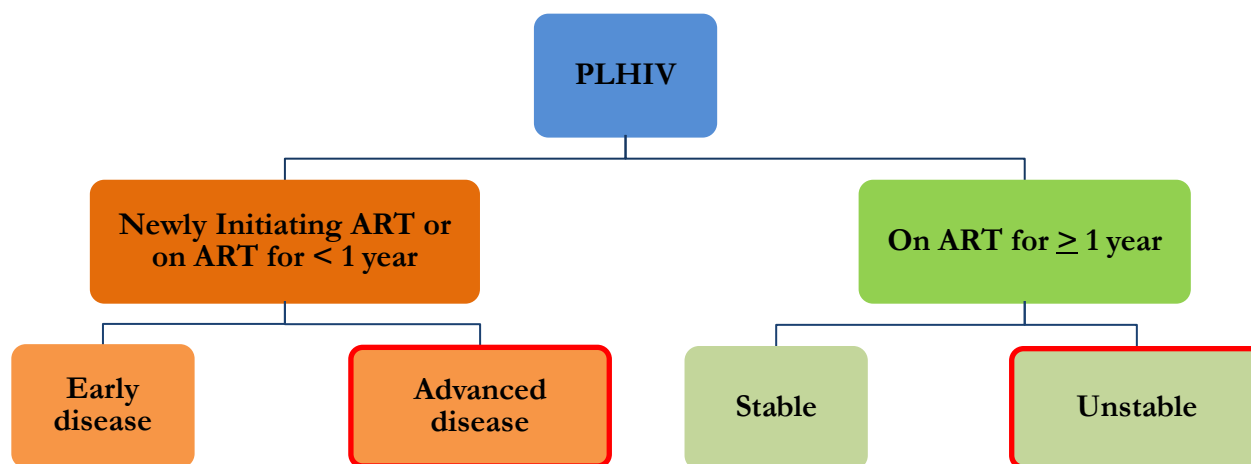 PLHIV
Newly Initiating ART or
on ART for < 1 year
On ART for ≥ 1 year
Early
disease
Advanced
disease
Stable
Unstable